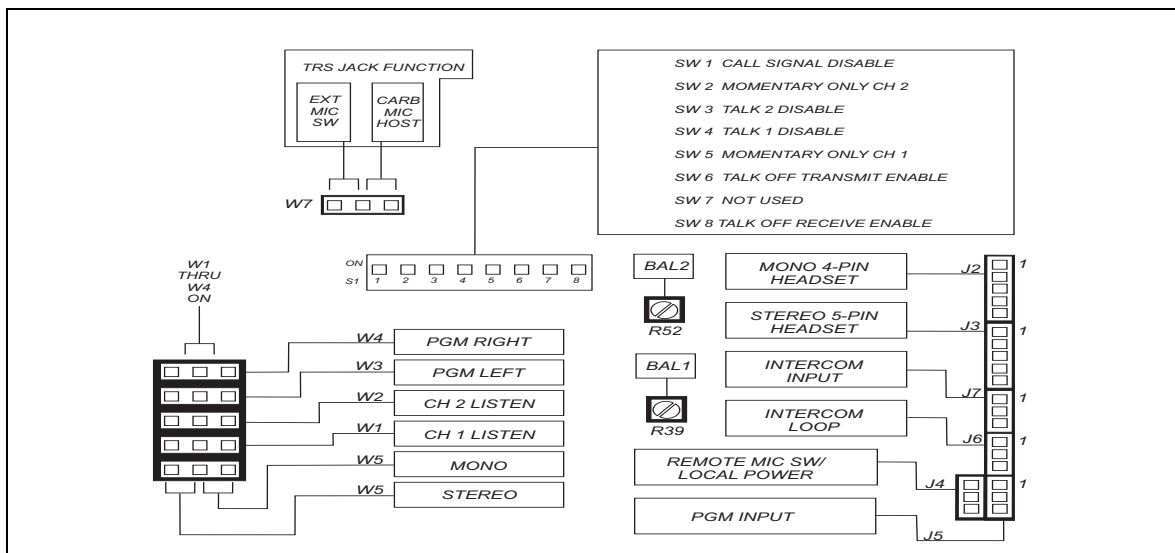 TRS JACK FUNCTION
EXT
MIC
SW
CARB
MIC
HOST
W7
SW 1 CALL SIGNAL DISABLE
SW 2 MOMENTARY ONLY CH 2
SW 3 TALK 2 DISABLE
SW 4 TALK 1 DISABLE
SW 5 MOMENTARY ONLY CH 1
SW 6 TALK OFF TRANSMIT ENABLE
SW 7 NOT USED
SW 8 TALK OFF RECEIVE ENABLE
ON
S1
1 2 3 4 5 6 7 8
W1
THRU
W4
ON
W4 PGM RIGHT
W3 PGM LEFT
W2 CH 2 LISTEN
W1 CH 1 LISTEN
W5 MONO
W5 STEREO
BAL2
R52
BAL1
R39
MONO 4-PIN
HEADSET
J2
1
STEREO 5-PIN
HEADSET
J3
1
INTERCOM
INPUT
J7
1
INTERCOM
LOOP
J6
1
REMOTE MIC SW/
LOCAL POWER
J4
1
PGM INPUT
J5